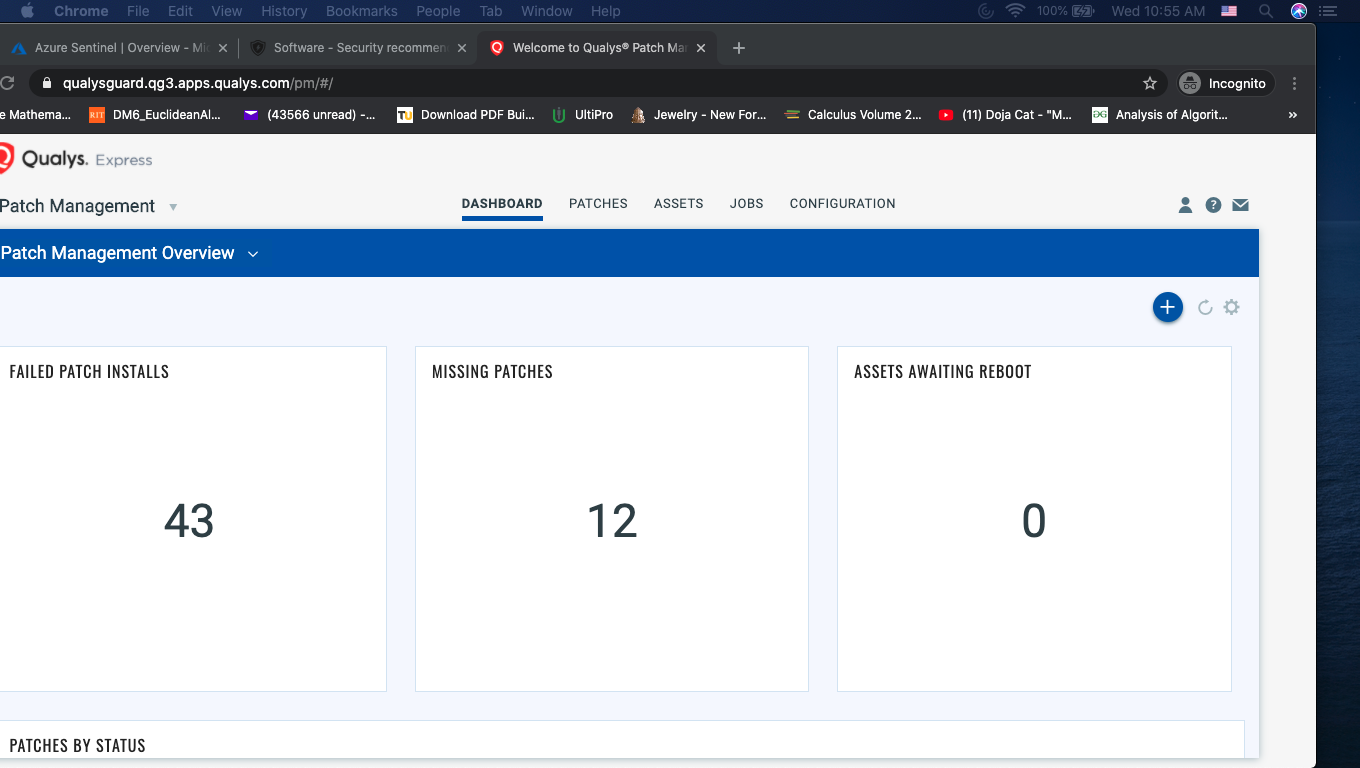 Chrome File Edit View History Bookmarks People Tab Window Help 100% Wed 10:55 AM
Azure Sentinel | Overview - Mic Software - Security recommen Welcome to Qualys® Patch Ma
qualysguard.qg3.apps.qualys.com/pm/#/ Incognito
e Mathema... RIT DM6_EuclideanAl... (43566 unread) -... TU Download PDF Bui... UltiPro Jewelry - New For... Calculus Volume 2... (11) Doja Cat - "M... Analysis of Algorit... »
Qualys. Express
Patch Management DASHBOARD PATCHES ASSETS JOBS CONFIGURATION
Patch Management Overview
FAILED PATCH INSTALLS MISSING PATCHES ASSETS AWAITING REBOOT
43 12 0
PATCHES BY STATUS